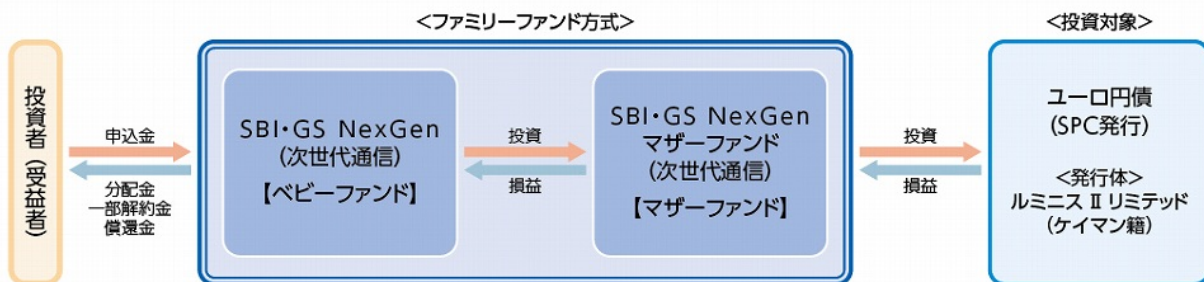 <ファミリーファンド方式>
<投資対象>
投資者(受益者)
申込金
分配金
一部解約金
償還金
SBI・GS NexGen
(次世代通信)
【ベビーファンド】
投資
損益
SBI・GS NexGen
マザーファンド
(次世代通信)
【マザーファンド】
投資
損益
ユーロ円債
(SPC発行)
<発行体>
ルミニス Ⅱ リミテッド
(ケイマン籍)